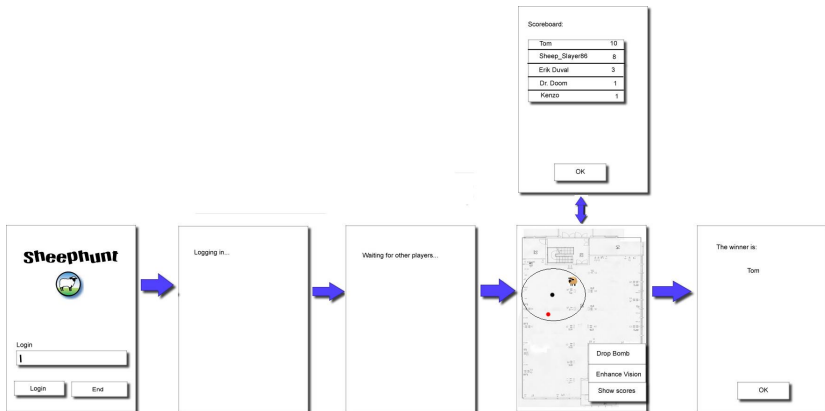 Scoreboard:
Tom 10
Sheep_Slayer86 8
Erik Duval 3
Dr. Doom 1
Kenzo 1
OK
Sheephunt
Login
Login End
Logging in...
Waiting for other players...
Drop Bomb
Enhance Vision
Show scores
The winner is:
Tom
OK